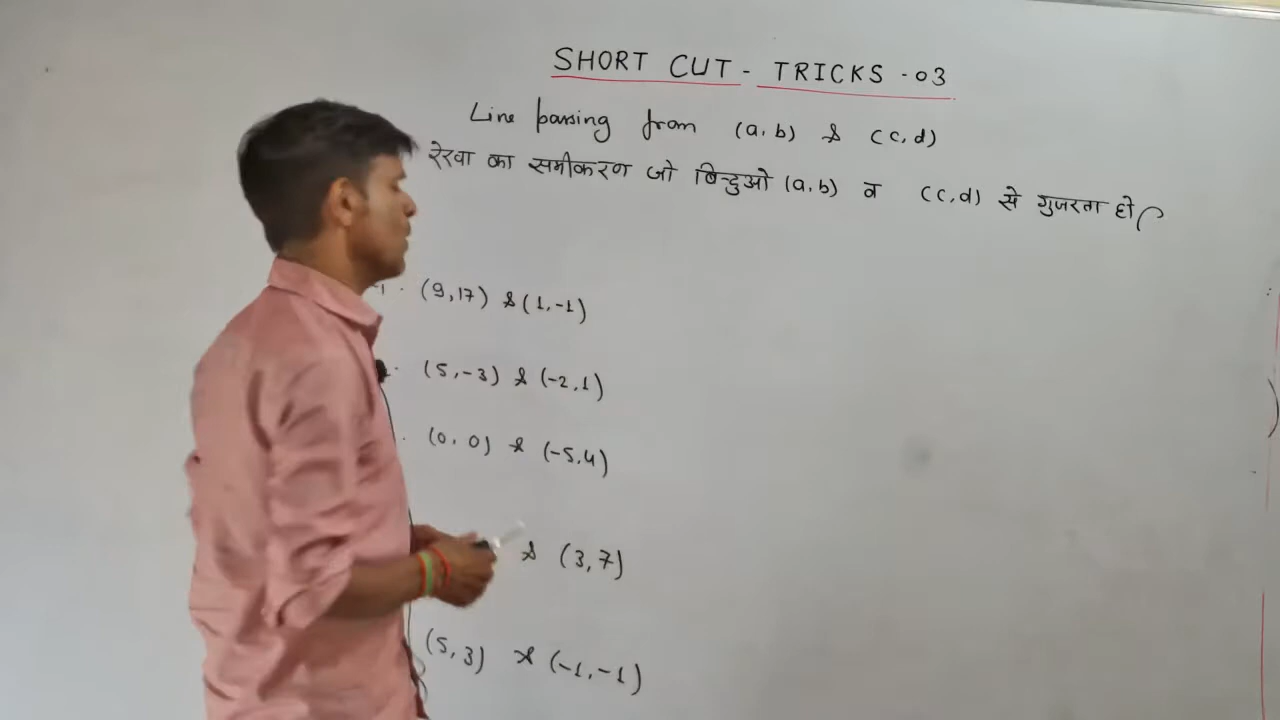 SHORT CUT - TRICKS - 03
Line passing from (a, b) & (c, d)
रेखा का समीकरण जो बिन्दुओ (a, b) व (c, d) से गुजरता हो
(9, 17) & (1, -1)
(5, -3) & (-2, 1)
(0, 0) & (-5, 4)
& (3, 7)
(5, 3) & (-1, -1)